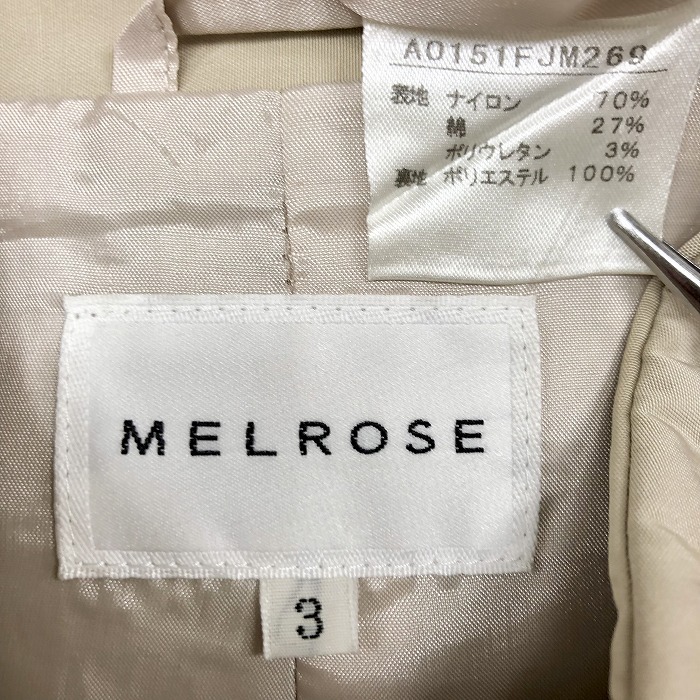 A0151FJM269
表地 ナイロン 70%
綿 27%
ポリウレタン 3%
裏地 ポリエステル 100%
MELROSE
3